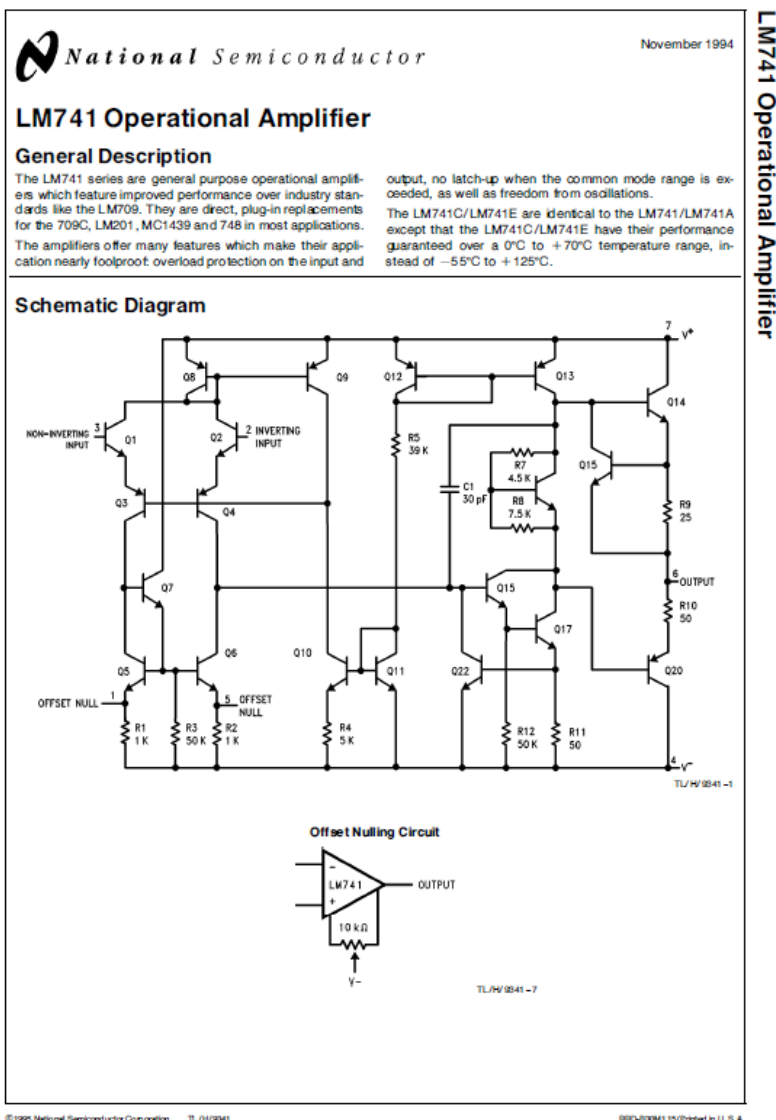 National Semiconductor
November 1994
LM741 Operational Amplifier
LM741 Operational Amplifier
General Description
The LM741 series are general purpose operational amplifi-
ers which feature improved performance over industry stan-
dards like the LM709. They are direct, plug-in replacements
for the 709C, LM201, MC1439 and 748 in most applications.
The amplifiers offer many features which make their appli-
cation nearly foolproof: overload protection on the input and
output, no latch-up when the common mode range is ex-
ceeded, as well as freedom from oscillations.
The LM741C/LM741E are identical to the LM741/LM741A
except that the LM741C/LM741E have their performance
guaranteed over a 0°C to +70°C temperature range, in-
stead of −55°C to +125°C.
Schematic Diagram
7 V+
Q8
Q9
Q12
Q13
Q14
NON-INVERTING
INPUT
3
Q1
Q2
2 INVERTING
INPUT
R5
39 K
R7
4.5 K
Q15
C1
30 pF
R8
7.5 K
Q3
Q4
R9
25
Q7
Q15
6
OUTPUT
R10
50
Q17
Q5
Q6
Q10
Q11
Q22
Q20
OFFSET NULL
1
5 OFFSET
NULL
R1
1 K
R3
50 K
R2
1 K
R4
5 K
R12
50 K
R11
50
4 V−
TL/H/9341–1
Offset Nulling Circuit
−
LM741
+
OUTPUT
10 kΩ
V−
TL/H/9341–7
©1995 National Semiconductor Corporation TL/H/9341
RRD-B30M115/Printed in U. S. A.